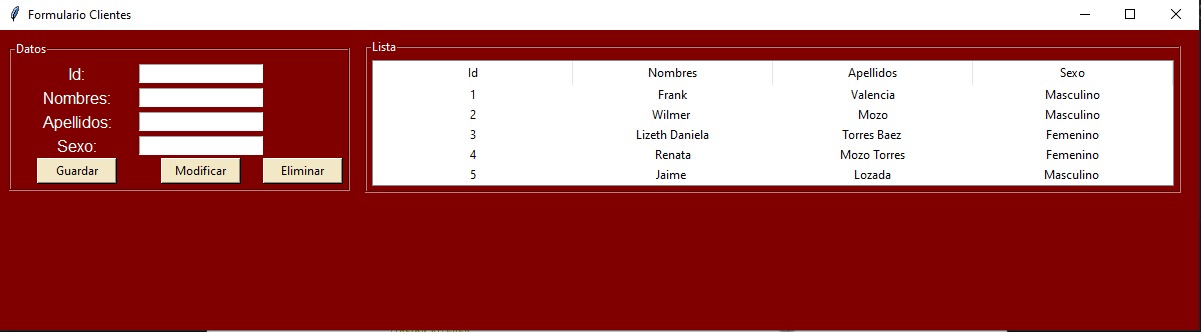 Formulario Clientes
Datos
Id:
Nombres:
Apellidos:
Sexo:
Guardar Modificar Eliminar
Lista
Id Nombres Apellidos Sexo
1 Frank Valencia Masculino
2 Wilmer Mozo Masculino
3 Lizeth Daniela Torres Baez Femenino
4 Renata Mozo Torres Femenino
5 Jaime Lozada Masculino